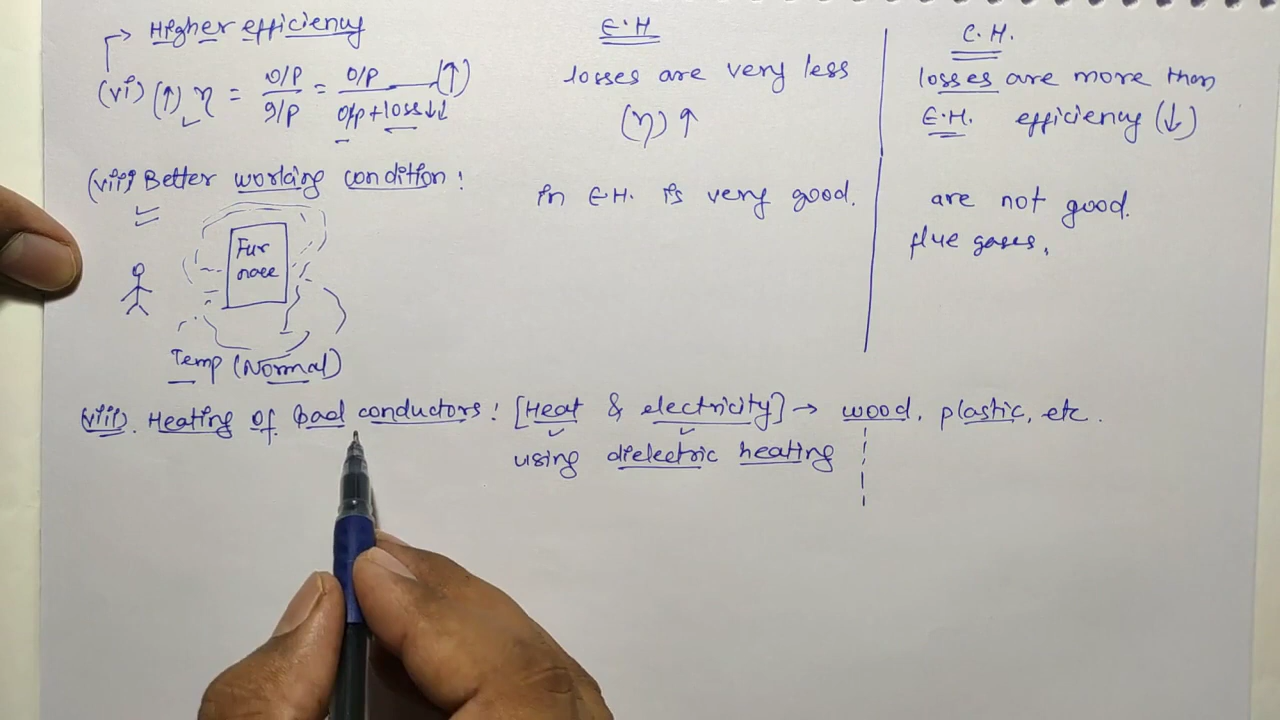 Higher efficiency
(vi) (↑) η = O/P / I/P = O/P / O/P + loss↓↓ (↑)
E.H
losses are very less
(η) ↑
C.H.
losses are more than
E.H. efficiency (↓)
(vii) Better working condition :
in E.H. is very good.
are not good.
flue gases,
Fur
nace
Temp (Normal)
(viii). Heating of bad conductors : [Heat & electricity] → wood, plastic, etc.
using dielectric heating